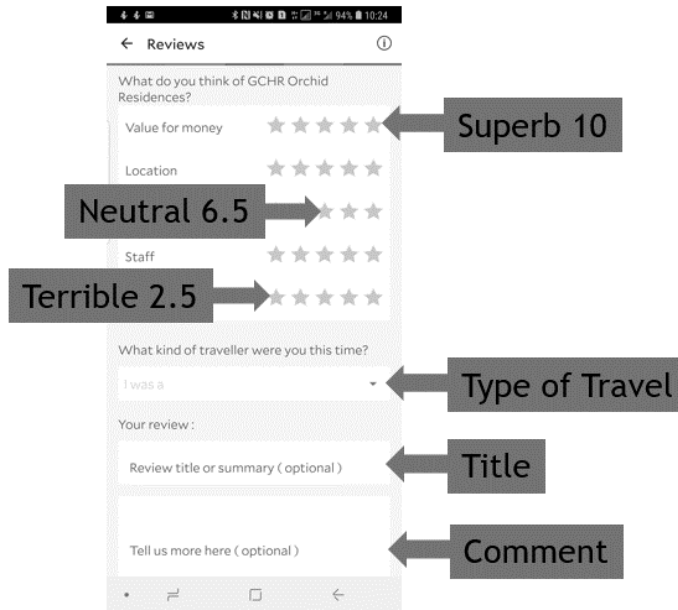 94% 10:24
Reviews
What do you think of GCHR Orchid
Residences?
Value for money
Superb 10
Location
Neutral 6.5
Staff
Terrible 2.5
What kind of traveller were you this time?
I was a
Type of Travel
Your review :
Review title or summary ( optional )
Title
Tell us more here ( optional )
Comment